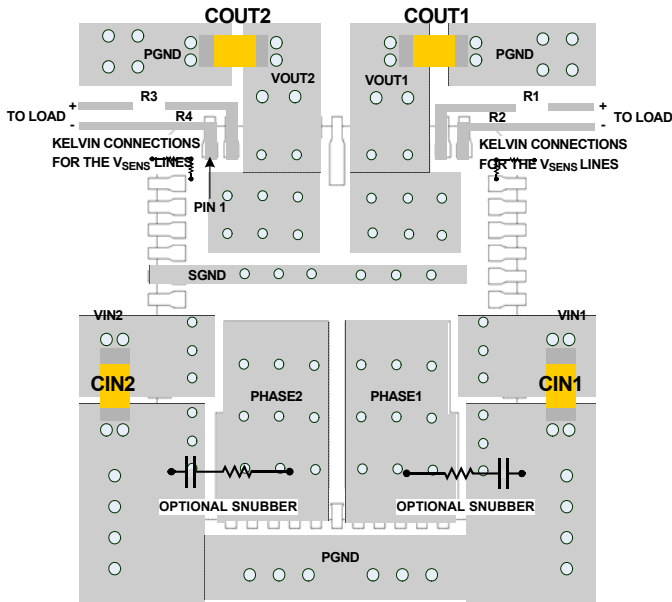 COUT2 COUT1
PGND PGND
VOUT2 VOUT1
R3 R1
+ +
TO LOAD TO LOAD
R4 R2
- -
KELVIN CONNECTIONS KELVIN CONNECTIONS
FOR THE VSENS LINES FOR THE VSENS LINES
PIN 1
SGND
VIN2 VIN1
CIN2 PHASE2 PHASE1 CIN1
OPTIONAL SNUBBER OPTIONAL SNUBBER
PGND